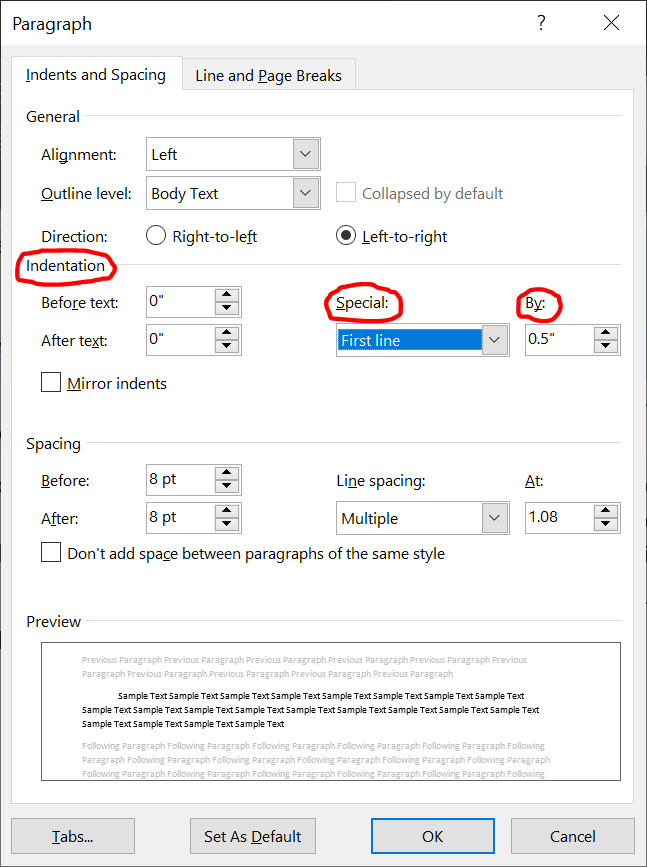 Paragraph ?
Indents and Spacing Line and Page Breaks
General
Alignment: Left
Outline level: Body Text Collapsed by default
Direction: Right-to-left Left-to-right
Indentation
Before text: 0" Special: By:
After text: 0" First line 0.5"
Mirror indents
Spacing
Before: 8 pt Line spacing: At:
After: 8 pt Multiple 1.08
Don't add space between paragraphs of the same style
Preview
Previous Paragraph Previous Paragraph Previous Paragraph Previous Paragraph Previous Paragraph Previous
Paragraph Previous Paragraph Previous Paragraph Previous Paragraph Previous Paragraph
Sample Text Sample Text Sample Text Sample Text Sample Text Sample Text Sample Text Sample Text
Sample Text Sample Text Sample Text Sample Text Sample Text Sample Text Sample Text Sample Text Sample Text
Sample Text Sample Text Sample Text Sample Text
Following Paragraph Following Paragraph Following Paragraph Following Paragraph Following Paragraph Following
Paragraph Following Paragraph Following Paragraph Following Paragraph Following Paragraph Following Paragraph
Following Paragraph Following Paragraph Following Paragraph Following Paragraph Following Paragraph Following
Tabs... Set As Default OK Cancel